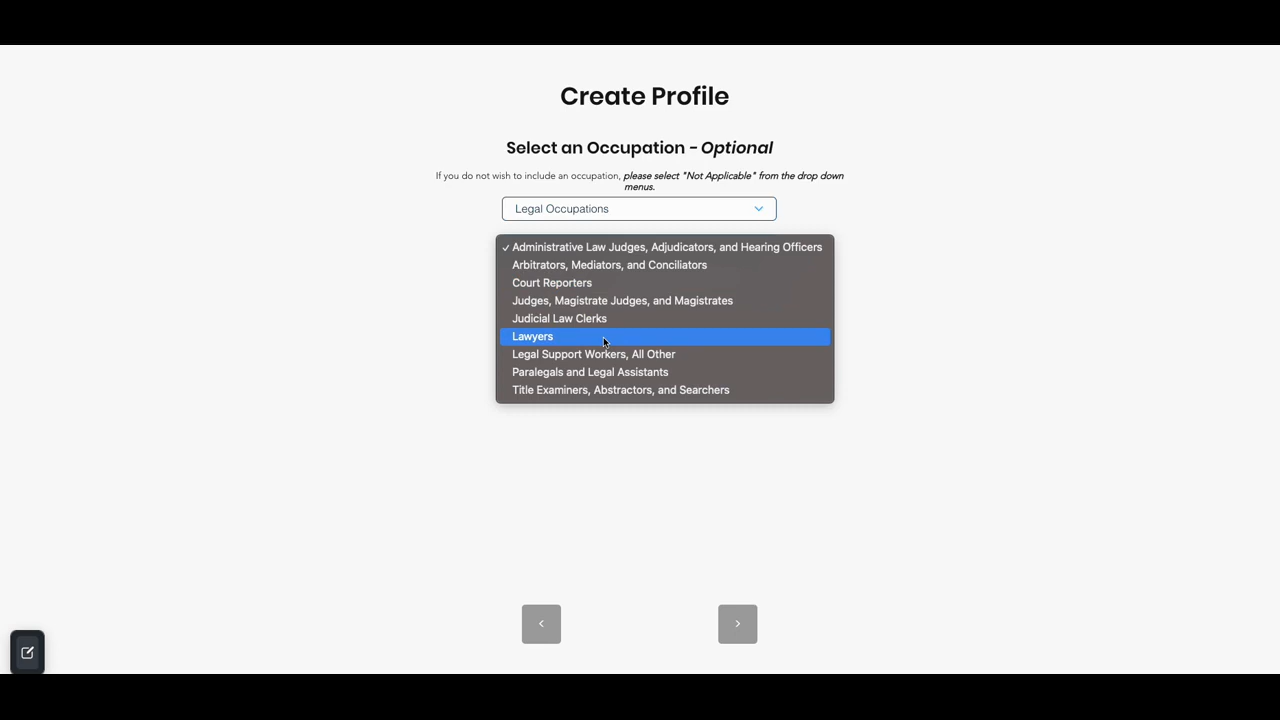 Create Profile
Select an Occupation - Optional
If you do not wish to include an occupation, please select "Not Applicable" from the drop down
menus.
Legal Occupations
✓ Administrative Law Judges, Adjudicators, and Hearing Officers
Arbitrators, Mediators, and Conciliators
Court Reporters
Judges, Magistrate Judges, and Magistrates
Judicial Law Clerks
Lawyers
Legal Support Workers, All Other
Paralegals and Legal Assistants
Title Examiners, Abstractors, and Searchers
< >